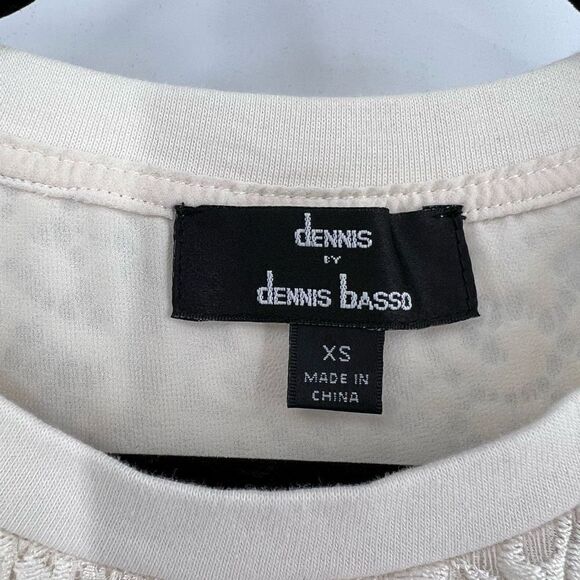 dENNIS
BY
dENNIS bASSO
XS
MADE IN
CHINA